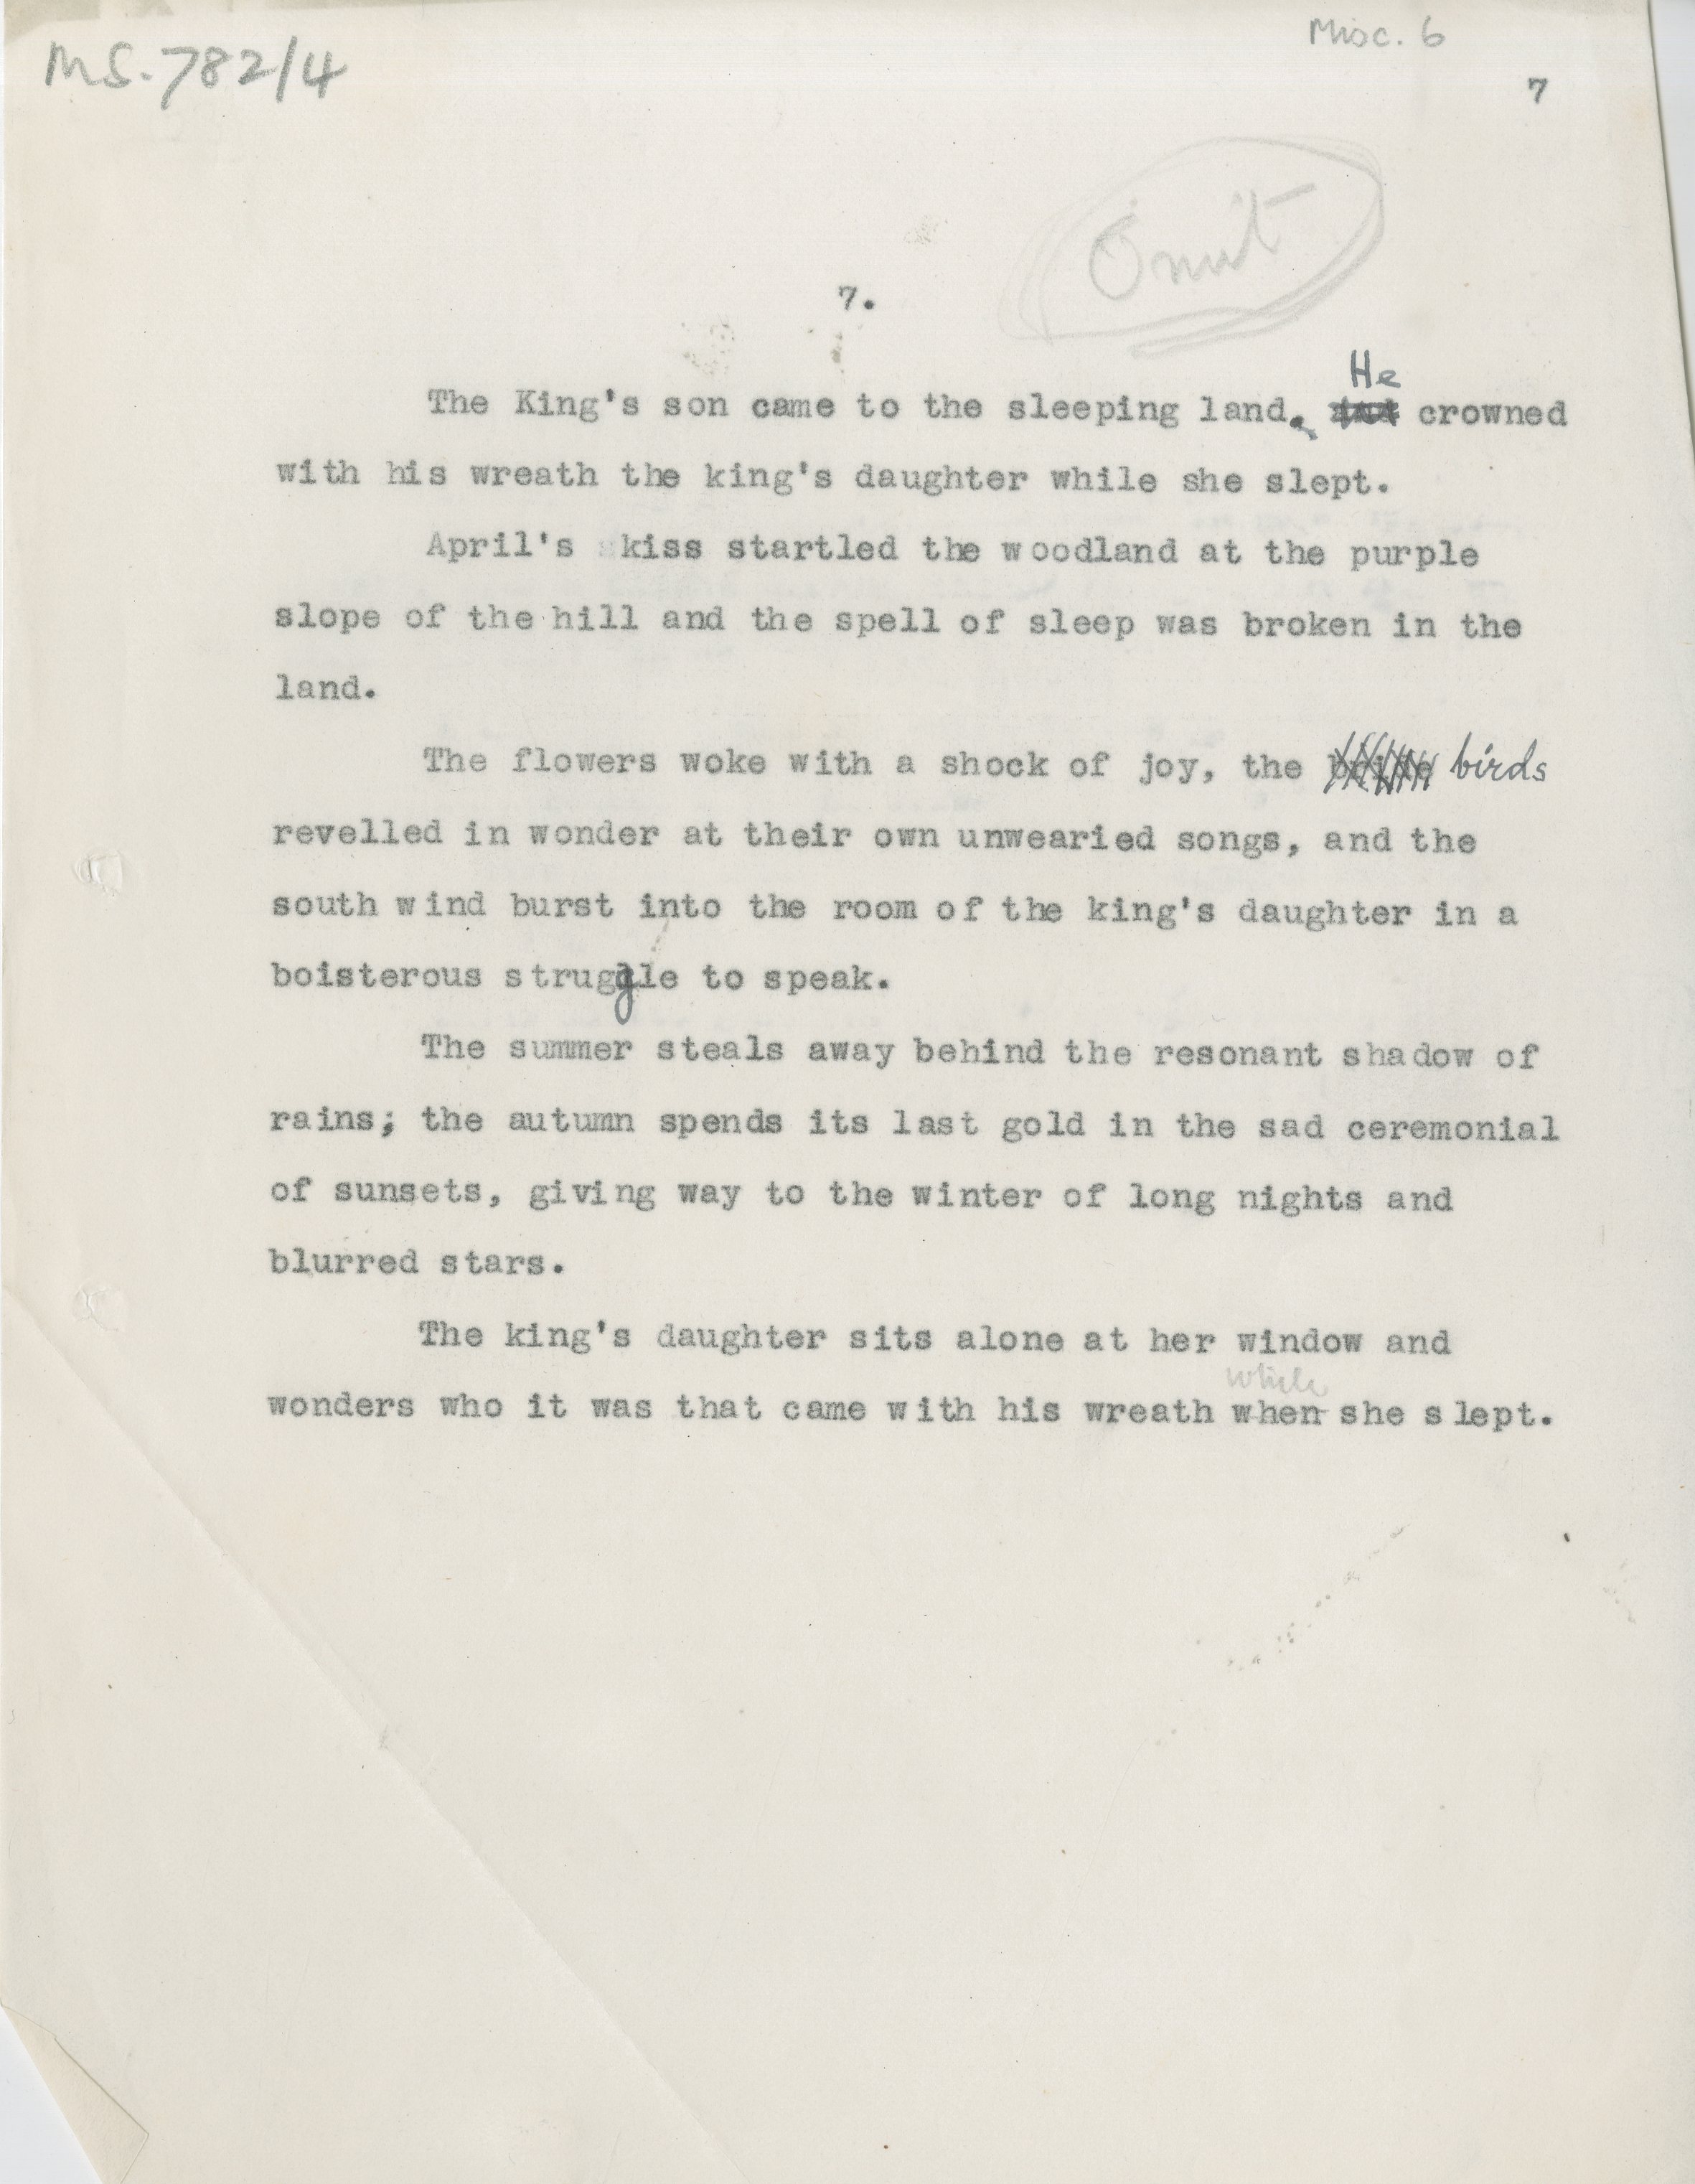 MS. 782/4
Misc. 6
7
Omit
7.
He
The King's son came to the sleeping land. crowned
with his wreath the king's daughter while she slept.
April's kiss startled the woodland at the purple
slope of the hill and the spell of sleep was broken in the
land.
The flowers woke with a shock of joy, the birds
revelled in wonder at their own unwearied songs, and the
south wind burst into the room of the king's daughter in a
boisterous struggle to speak.
The summer steals away behind the resonant shadow of
rains; the autumn spends its last gold in the sad ceremonial
of sunsets, giving way to the winter of long nights and
blurred stars.
The king's daughter sits alone at her window and
while
wonders who it was that came with his wreath when she slept.